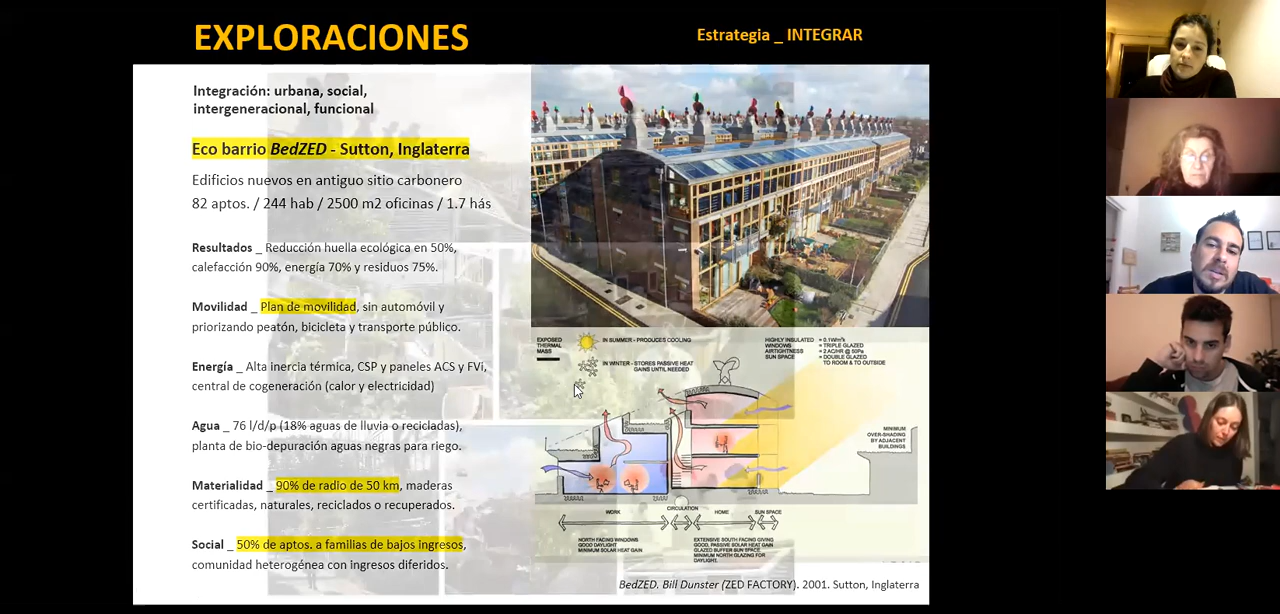 EXPLORACIONES
Estrategia _ INTEGRAR
Integración: urbana, social,
intergeneracional, funcional
Eco barrio BedZED - Sutton, Inglaterra
Edificios nuevos en antiguo sitio carbonero
82 aptos. / 244 hab / 2500 m2 oficinas / 1.7 hás
Resultados _ Reducción huella ecológica en 50%,
calefacción 90%, energía 70% y residuos 75%.
Movilidad _ Plan de movilidad, sin automóvil y
priorizando peatón, bicicleta y transporte público.
Energía _ Alta inercia térmica, CSP y paneles ACS y FVi,
central de cogeneración (calor y electricidad)
Agua _ 76 l/d/p (18% aguas de lluvia o recicladas),
planta de bio-depuración aguas negras para riego.
Materialidad _ 90% de radio de 50 km, maderas
certificadas, naturales, reciclados o recuperados.
Social _ 50% de aptos. a familias de bajos ingresos,
comunidad heterogénea con ingresos diferidos.
EXPOSED
THERMAL
MASS
IN SUMMER - PRODUCES COOLING
IN WINTER - STORES PASSIVE HEAT
GAINS UNTIL NEEDED
HIGHLY INSULATED = 0.1W/m²k
WINDOWS = TRIPLE GLAZED
AIRTIGHTNESS = 2 AC/HR @ 50Pa
SUN SPACE = DOUBLE GLAZED
TO ROOM & TO OUTSIDE
MINIMUM
OVER-SHADING
BY ADJACENT
BUILDINGS
WORK
CIRCULATION
HOME
SUN SPACE
NORTH FACING WINDOWS
GOOD DAYLIGHT
MINIMUM SOLAR HEAT GAIN
EXTENSIVE SOUTH FACING GIVING
GOOD, PASSIVE SOLAR HEAT GAIN
GLAZED BUFFER SUN SPACE.
MINIMUM NORTH GLAZING FOR
DAYLIGHT.
BedZED. Bill Dunster (ZED FACTORY). 2001. Sutton, Inglaterra